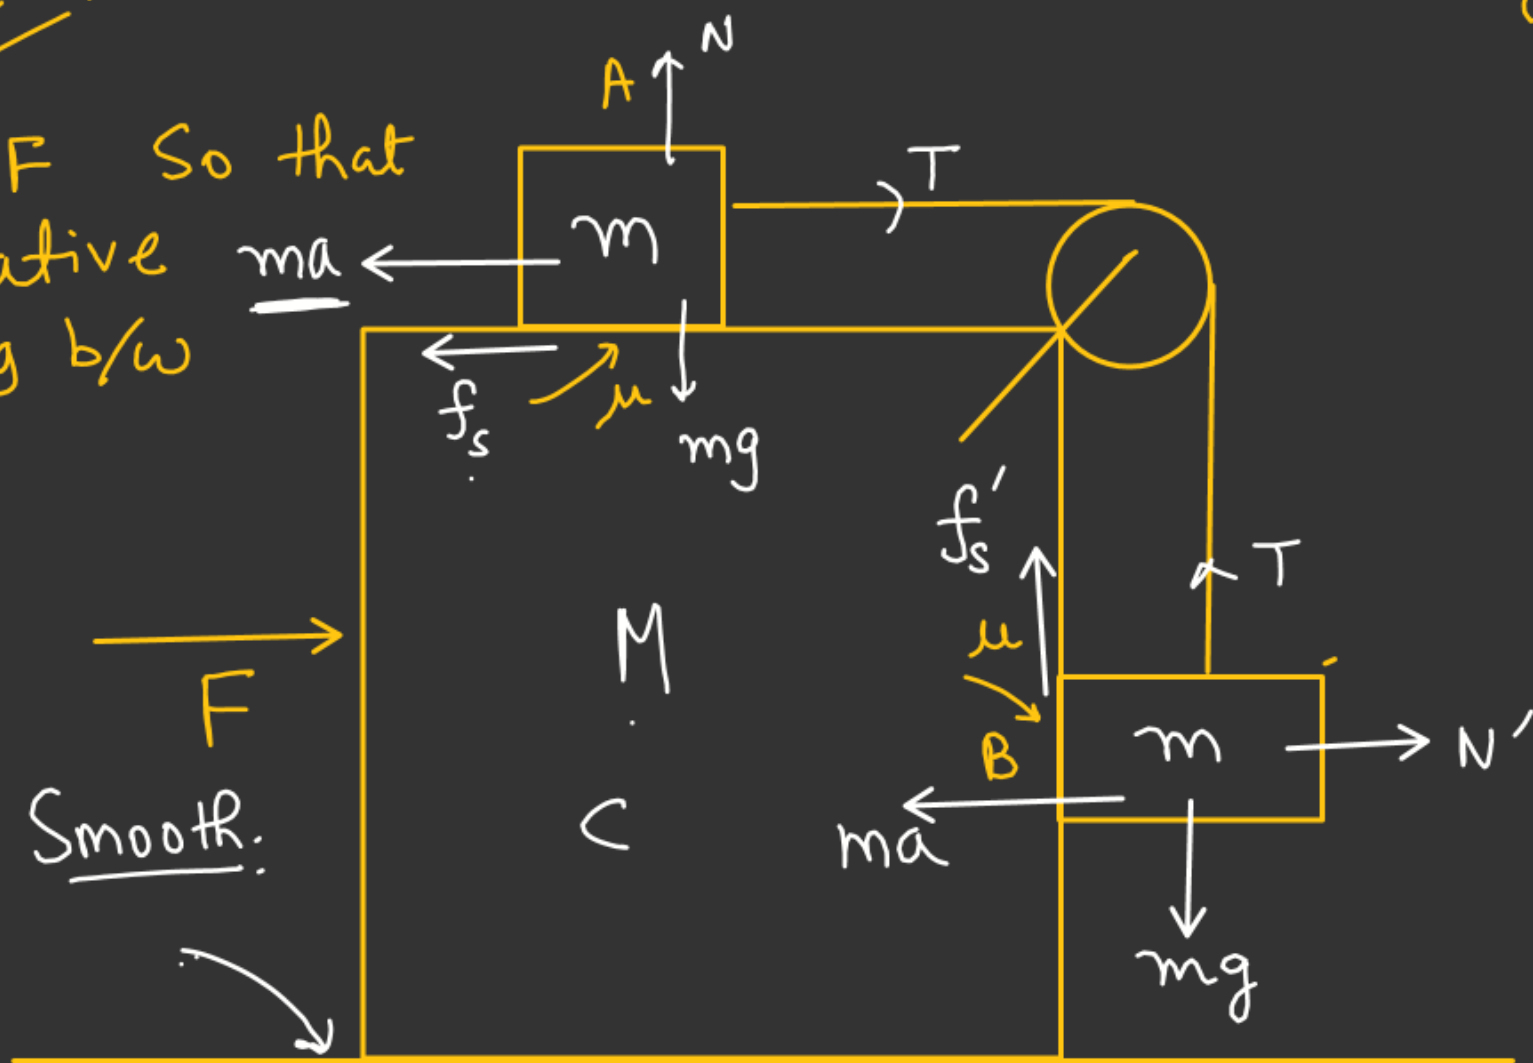 N
A
F So that
T
ative
ma
m
g b/w
fs
μ
mg
fs'
T
M
μ
F
m
N'
B
Smooth.
C
ma
mg